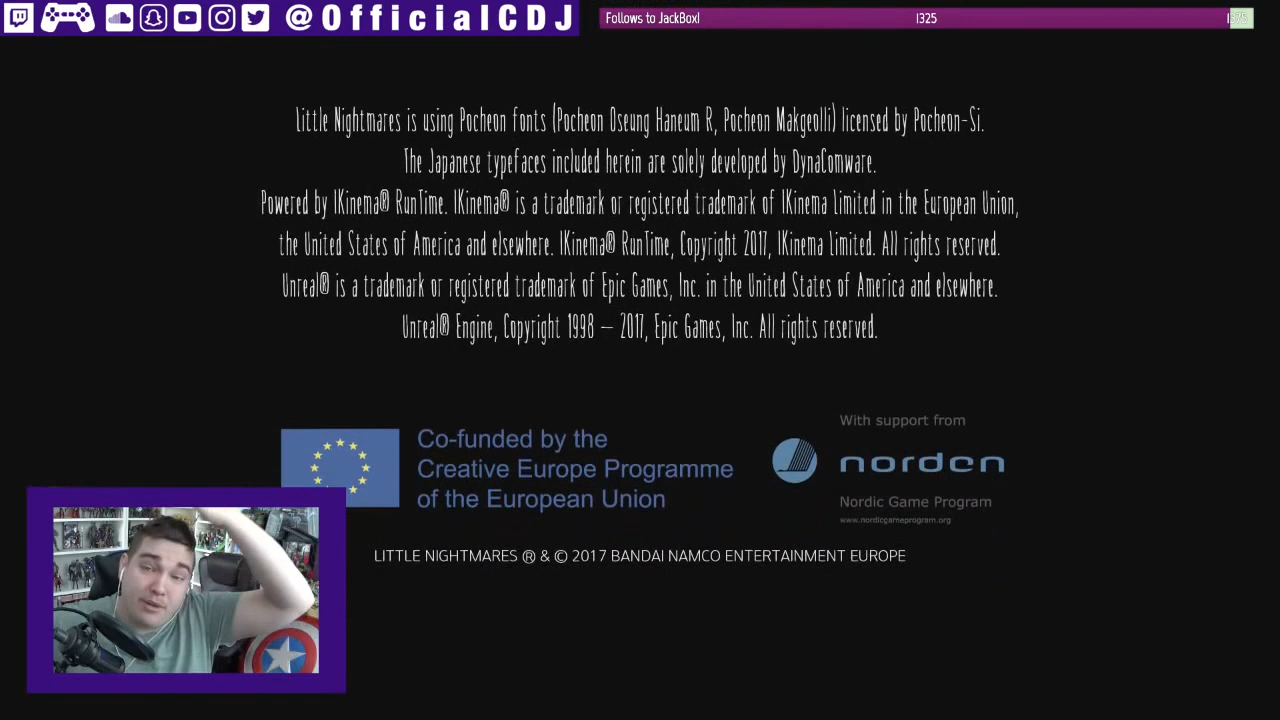 @OfficialCDJ
Follows to JackBox! 1325 1375
Little Nightmares is using Pocheon fonts (Pocheon Oseung Haneum R, Pocheon Makgeolli) licensed by Pocheon-Si.
The Japanese typefaces included herein are solely developed by DynaComware.
Powered by IKinema® RunTime. IKinema® is a trademark or registered trademark of IKinema Limited in the European Union,
the United States of America and elsewhere. IKinema® RunTime, Copyright 2017, IKinema Limited. All rights reserved.
Unreal® is a trademark or registered trademark of Epic Games, Inc. in the United States of America and elsewhere.
Unreal® Engine, Copyright 1998 – 2017, Epic Games, Inc. All rights reserved.
Co-funded by the
Creative Europe Programme
of the European Union
With support from
norden
Nordic Game Program
www.nordicgameprogram.org
LITTLE NIGHTMARES ® & © 2017 BANDAI NAMCO ENTERTAINMENT EUROPE